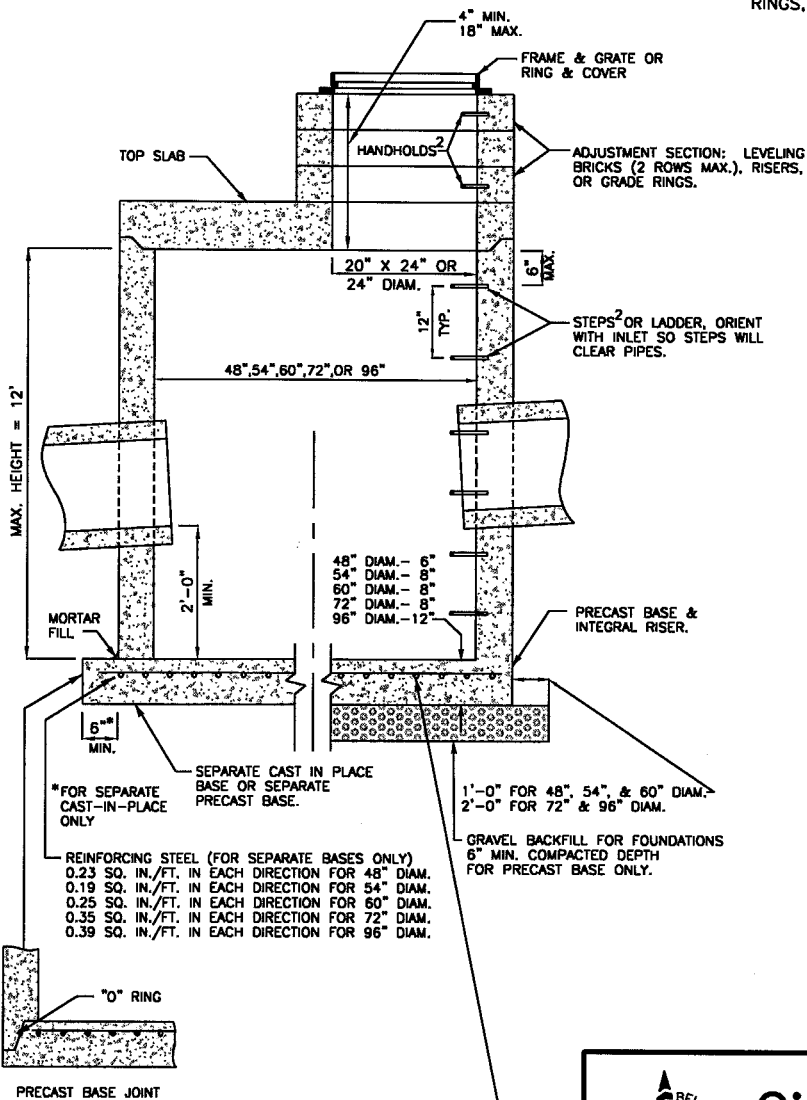 RINGS,
4" MIN.
18" MAX.
FRAME & GRATE OR
RING & COVER
TOP SLAB
HANDHOLDS²
ADJUSTMENT SECTION: LEVELING
BRICKS (2 ROWS MAX.), RISERS,
OR GRADE RINGS.
20" X 24" OR
24" DIAM.
6"
MAX.
12"
TYP.
STEPS² OR LADDER, ORIENT
WITH INLET SO STEPS WILL
CLEAR PIPES.
48",54",60",72",OR 96"
MAX. HEIGHT = 12'
2'-0"
MIN.
48" DIAM.- 6"
54" DIAM.- 8"
60" DIAM.- 8"
72" DIAM.- 8"
96" DIAM.-12"
MORTAR
FILL
PRECAST BASE &
INTEGRAL RISER.
6"*
MIN.
SEPARATE CAST IN PLACE
BASE OR SEPARATE
PRECAST BASE.
*FOR SEPARATE
CAST-IN-PLACE
ONLY
1'-0" FOR 48", 54", & 60" DIAM.
2'-0" FOR 72" & 96" DIAM.
GRAVEL BACKFILL FOR FOUNDATIONS
6" MIN. COMPACTED DEPTH
FOR PRECAST BASE ONLY.
REINFORCING STEEL (FOR SEPARATE BASES ONLY)
0.23 SQ. IN./FT. IN EACH DIRECTION FOR 48" DIAM.
0.19 SQ. IN./FT. IN EACH DIRECTION FOR 54" DIAM.
0.25 SQ. IN./FT. IN EACH DIRECTION FOR 60" DIAM.
0.35 SQ. IN./FT. IN EACH DIRECTION FOR 72" DIAM.
0.39 SQ. IN./FT. IN EACH DIRECTION FOR 96" DIAM.
"O" RING
PRECAST BASE JOINT